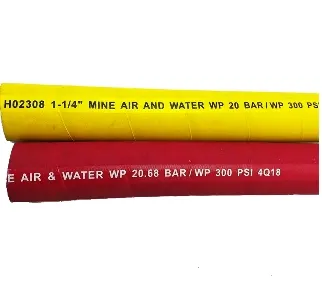 H02308 1-1/4" MINE AIR AND WATER WP 20 BAR/WP 300 PS
E AIR & WATER WP 20.68 BAR/WP 300 PSI 4Q18